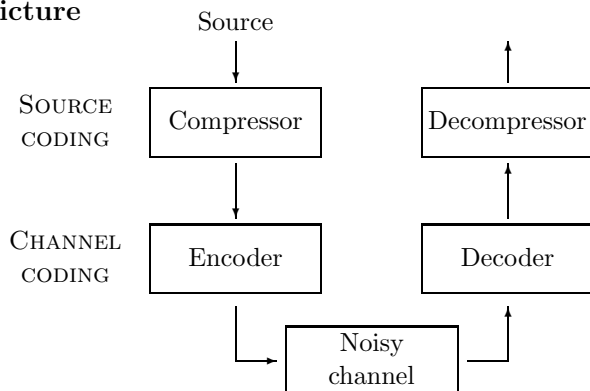 icture
Source
SOURCE
CODING
Compressor
Decompressor
CHANNEL
CODING
Encoder
Decoder
Noisy
channel